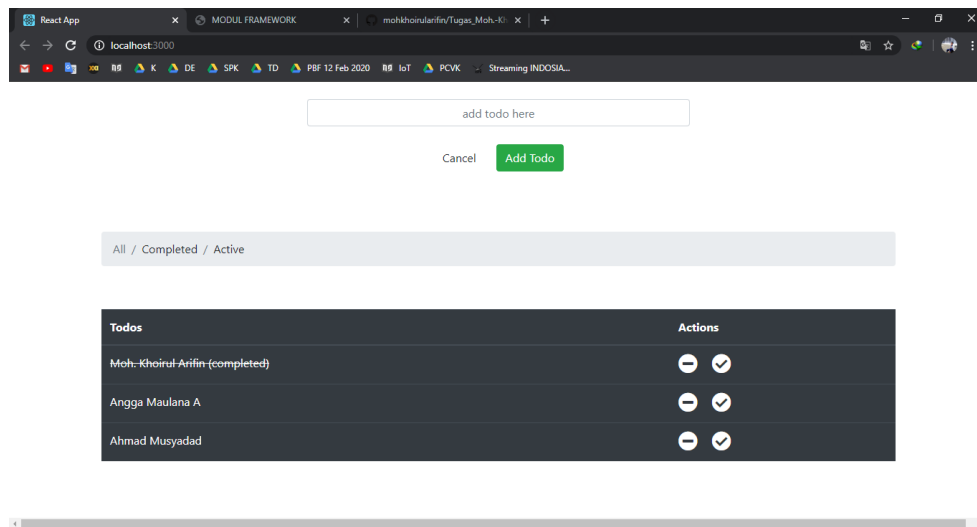 React App
MODUL FRAMEWORK
mohkhoirularifin/Tugas_Moh.-Kh
localhost:3000
K DE SPK TD PBF 12 Feb 2020 IoT PCVK Streaming INDOSIA...
add todo here
Cancel Add Todo
All / Completed / Active
Todos Actions
Moh. Khoirul Arifin (completed)
Angga Maulana A
Ahmad Musyadad